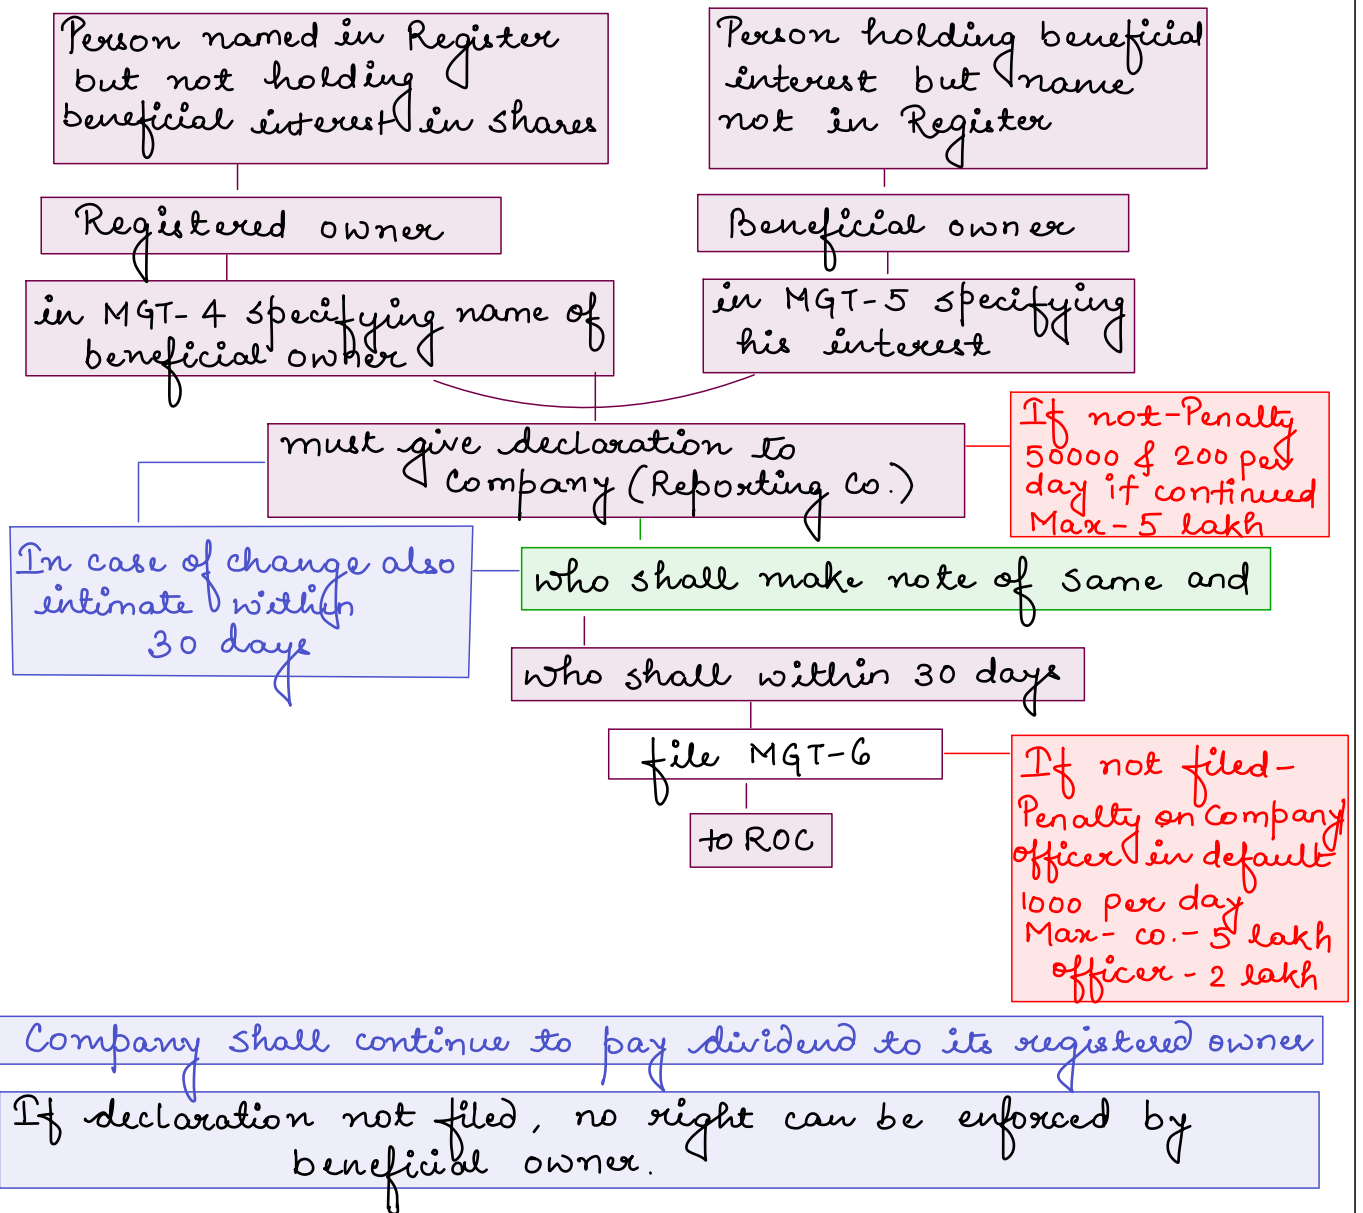 Person named in Register
but not holding
beneficial interest in shares
Person holding beneficial
interest but name
not in Register
Registered owner
Beneficial owner
in MGT-4 specifying name of
beneficial owner
in MGT-5 specifying
his interest
must give declaration to
Company (Reporting Co.)
If not-Penalty
50000 & 200 per
day if continued
Max-5 lakh
In case of change also
intimate within
30 days
who shall make note of same and
who shall within 30 days
file MGT-6
to ROC
If not filed-
Penalty on Company
officer in default
1000 per day
Max- co.- 5 lakh
officer - 2 lakh
Company shall continue to pay dividend to its registered owner
If declaration not filed, no right can be enforced by
beneficial owner.